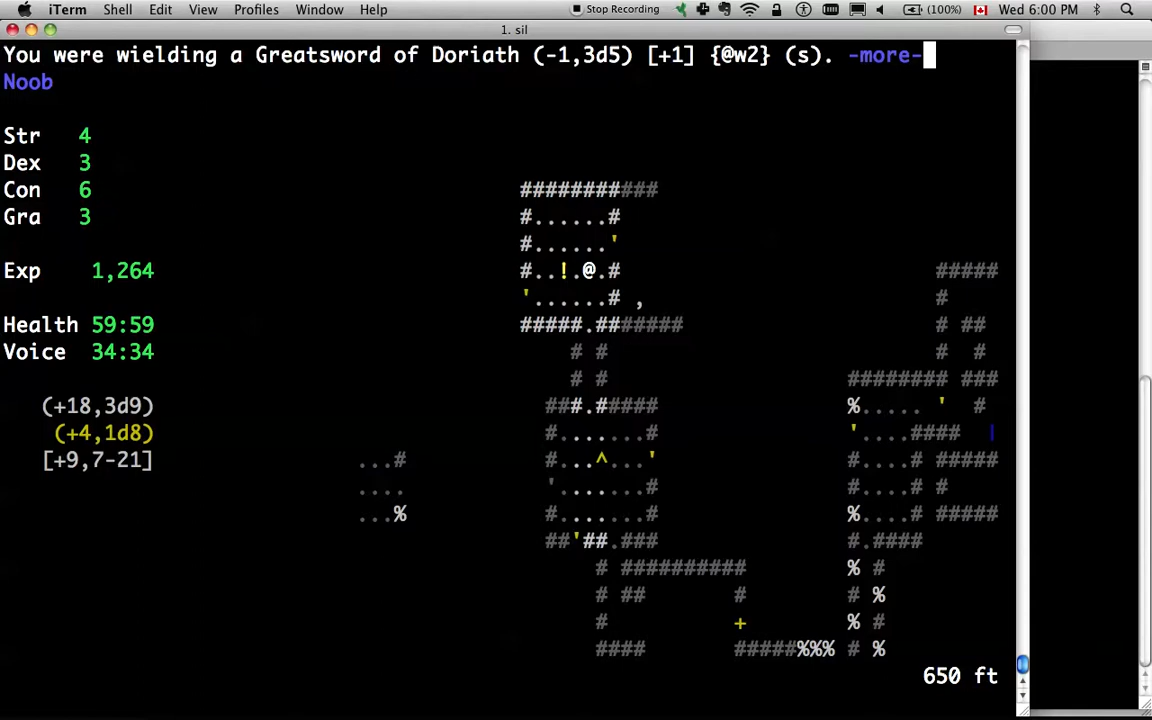 iTerm Shell Edit View Profiles Window Help Stop Recording (100%) Wed 6:00 PM
1. sil
You were wielding a Greatsword of Doriath (-1,3d5) [+1] {@w2} (s). -more-
Noob
Str 4
Dex 3
Con 6
########### 
Gra 3
#......#
#......'
Exp 1,264
#..!.@.# #####
'......# , #
Health 59:59
#####.####### # ##
Voice 34:34
# # # #
# # ######## ###
(+18,3d9)
###.##### %..... ' #
(+4,1d8)
#.......# '....#### |
[+9,7-21]
...# #...^...' #....# #####
.... '.......# #....# #
...% #.......# %....# #####
##'##.### #.####
# ########## % #
# ## # # %
# + % #
#### #####%%% # %
650 ft